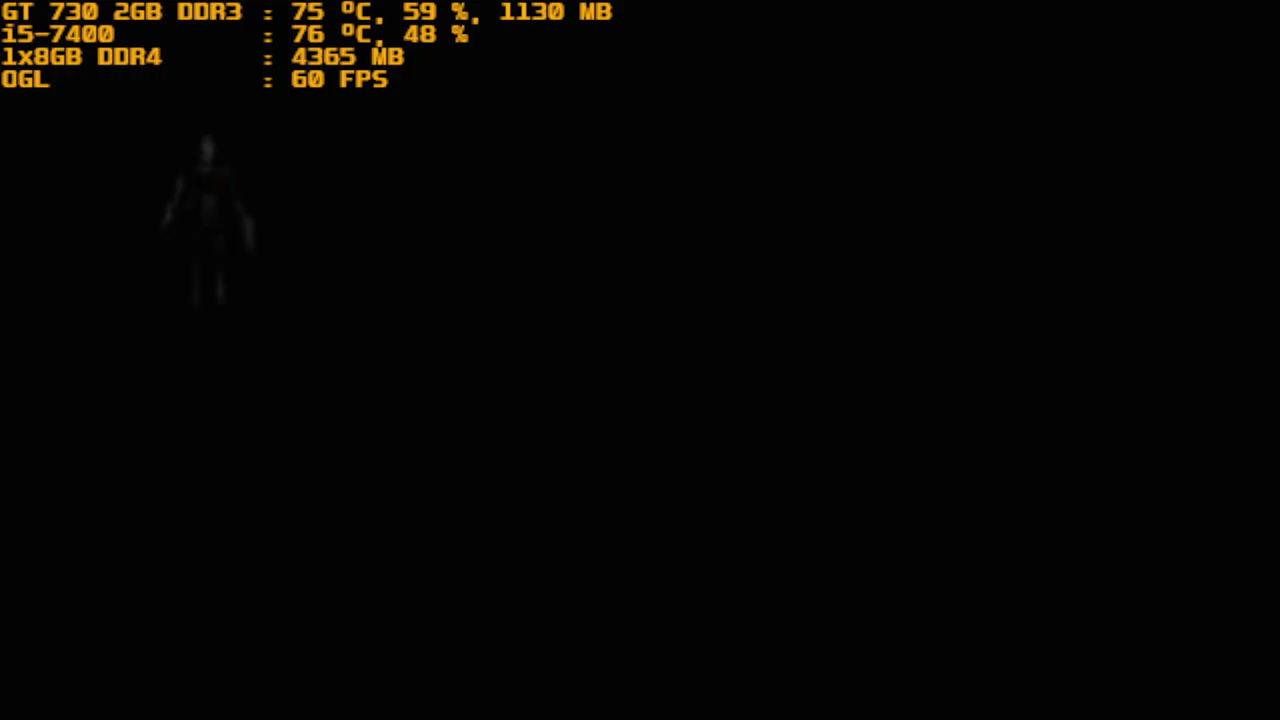 GT 730 2GB DDR3 : 75 ºC, 59 %, 1130 MB
i5-7400 : 76 ºC, 48 %
1x8GB DDR4 : 4365 MB
OGL : 60 FPS